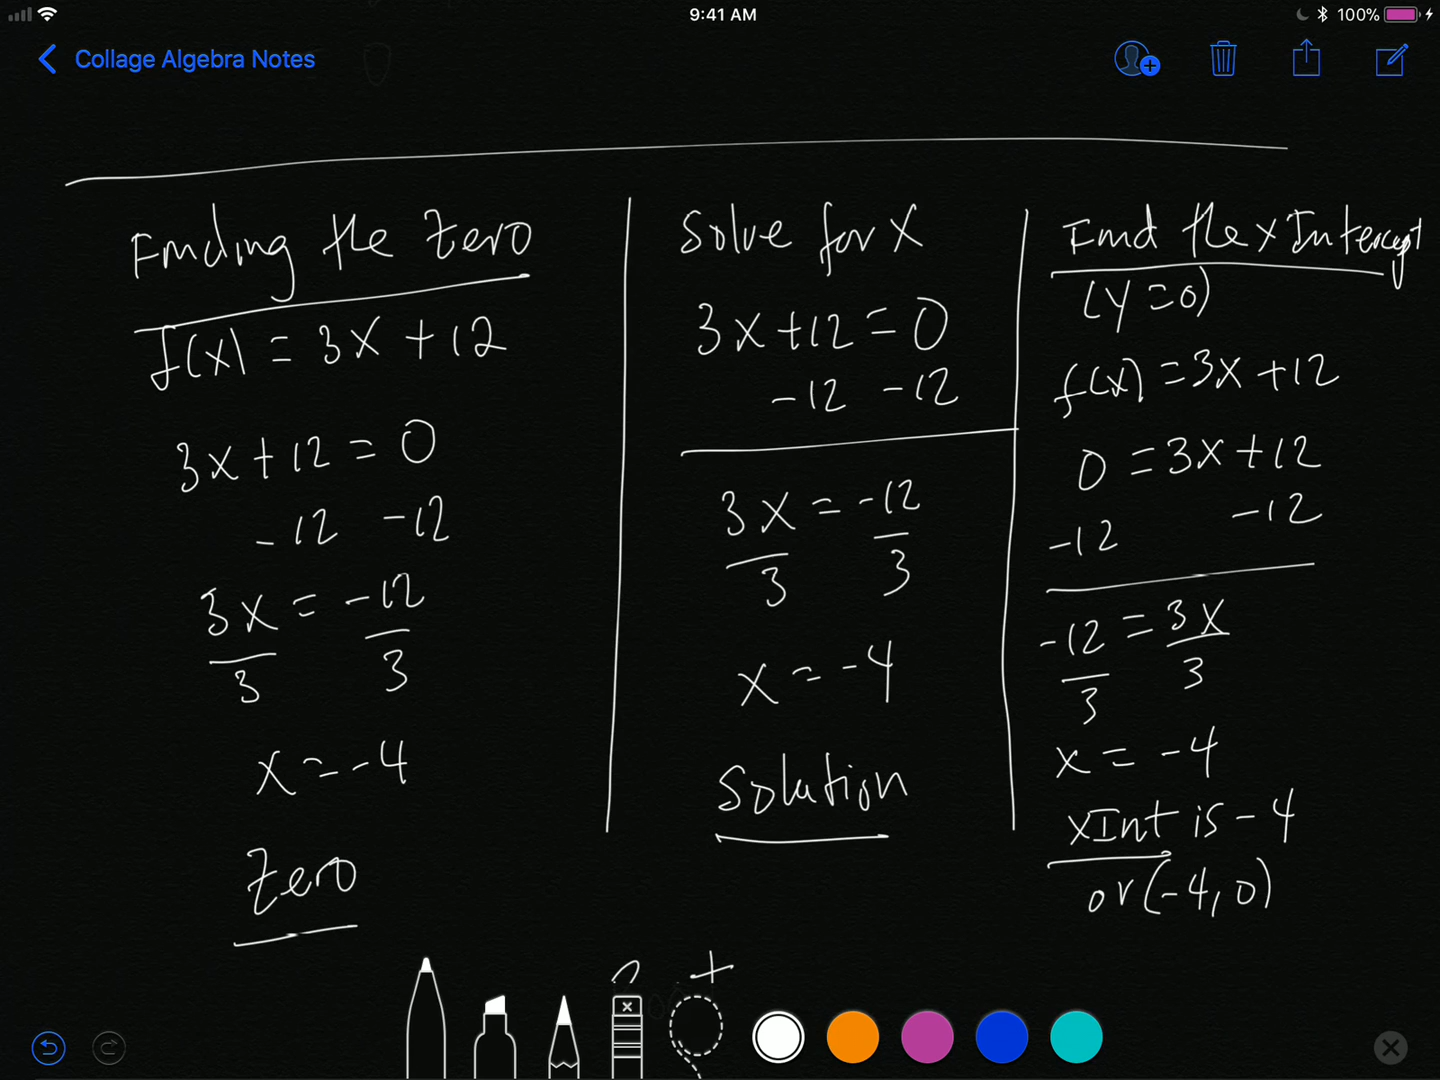 9:41 AM
100%
Collage Algebra Notes
Finding the Zero
f(x) = 3x + 12
3x + 12 = 0
-12 -12
3x = -12
3 3
x = -4
Zero
Solve for x
3x + 12 = 0
-12 -12
3x = -12
3 3
x = -4
Solution
Find the x Intercept
(y = 0)
f(x) = 3x + 12
0 = 3x + 12
-12 -12
-12 = 3x
3 3
x = -4
xInt is -4
or (-4, 0)